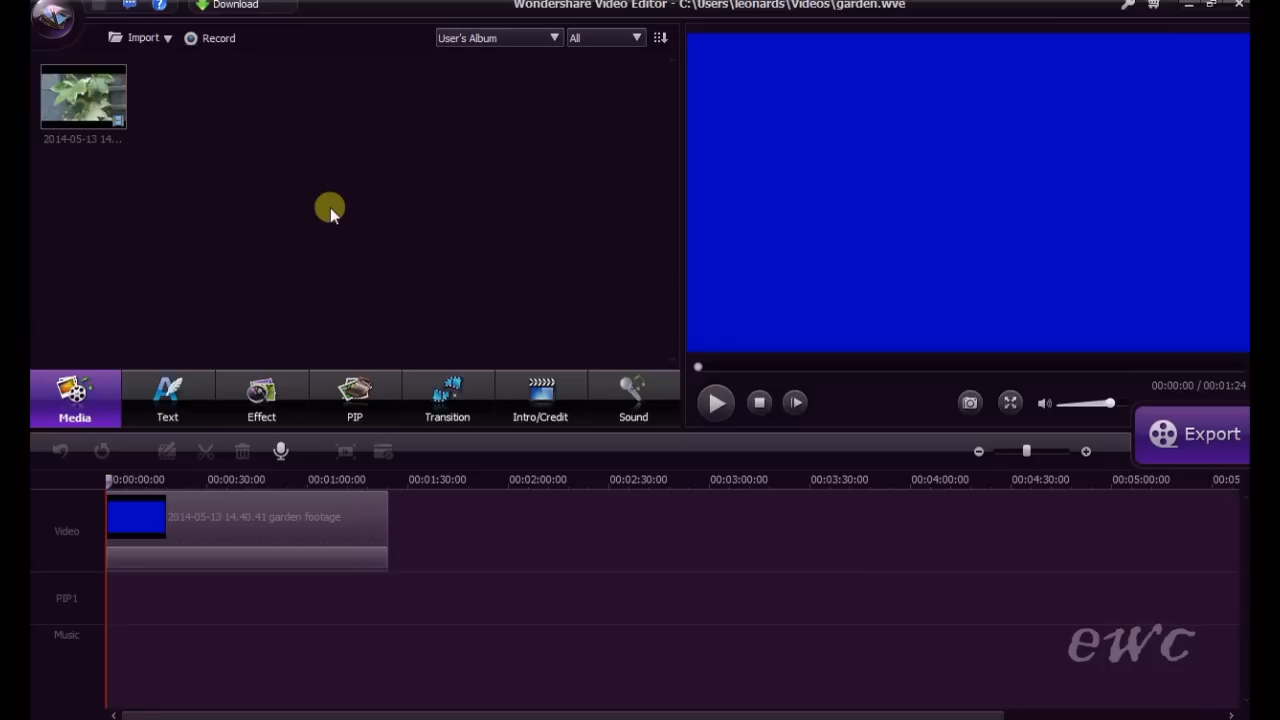 Wondershare Video Editor - C:\Users\leonards\Videos\garden.wve
Download
Import
Record
User's Album
All
2014-05-13 14...
Media
Text
Effect
PIP
Transition
Intro/Credit
Sound
00:00:00 / 00:01:24
Export
00:00:00:00 00:00:30:00 00:01:00:00 00:01:30:00 00:02:00:00 00:02:30:00 00:03:00:00 00:03:30:00 00:04:00:00 00:04:30:00 00:05:00:00 00:05
Video
2014-05-13 14.40.41 garden footage
PIP1
Music
ewc